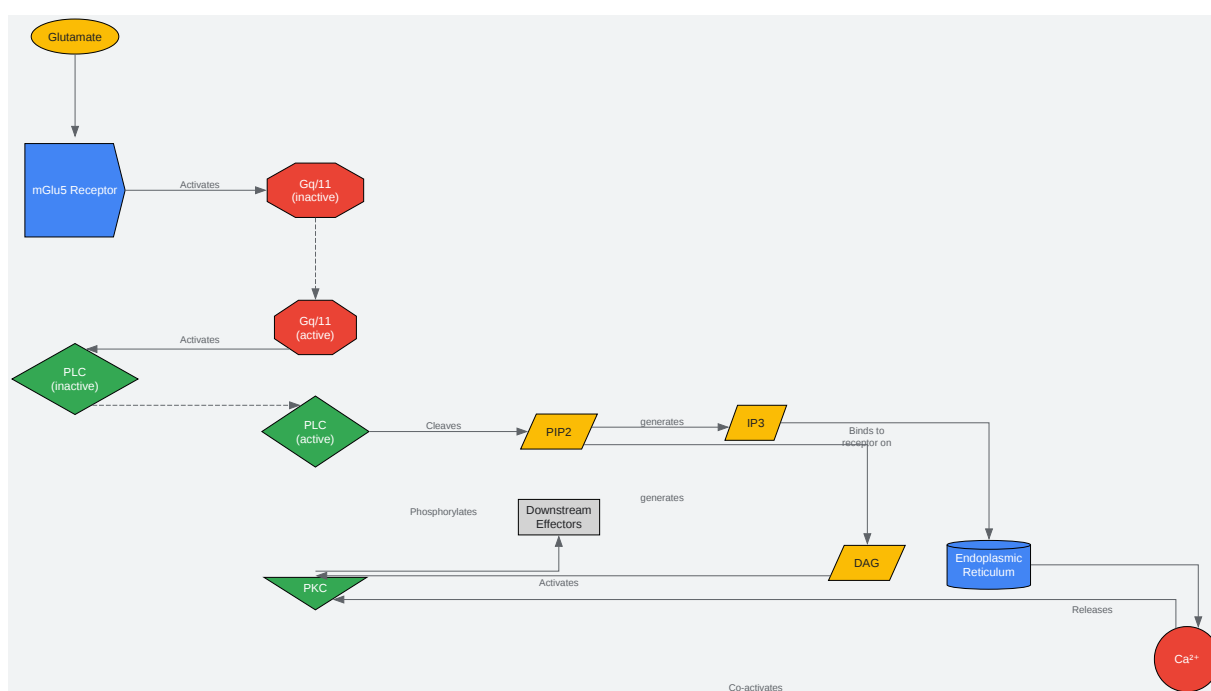 Glutamate
mGlu5 Receptor
Activates
Gq/11
(inactive)
Gq/11
(active)
Activates
PLC
(inactive)
PLC
(active)
Cleaves
PIP2
generates
IP3
Binds to
receptor on
generates
Phosphorylates
Downstream
Effectors
DAG
Endoplasmic
Reticulum
Activates
PKC
Releases
Ca²⁺
Co-activates